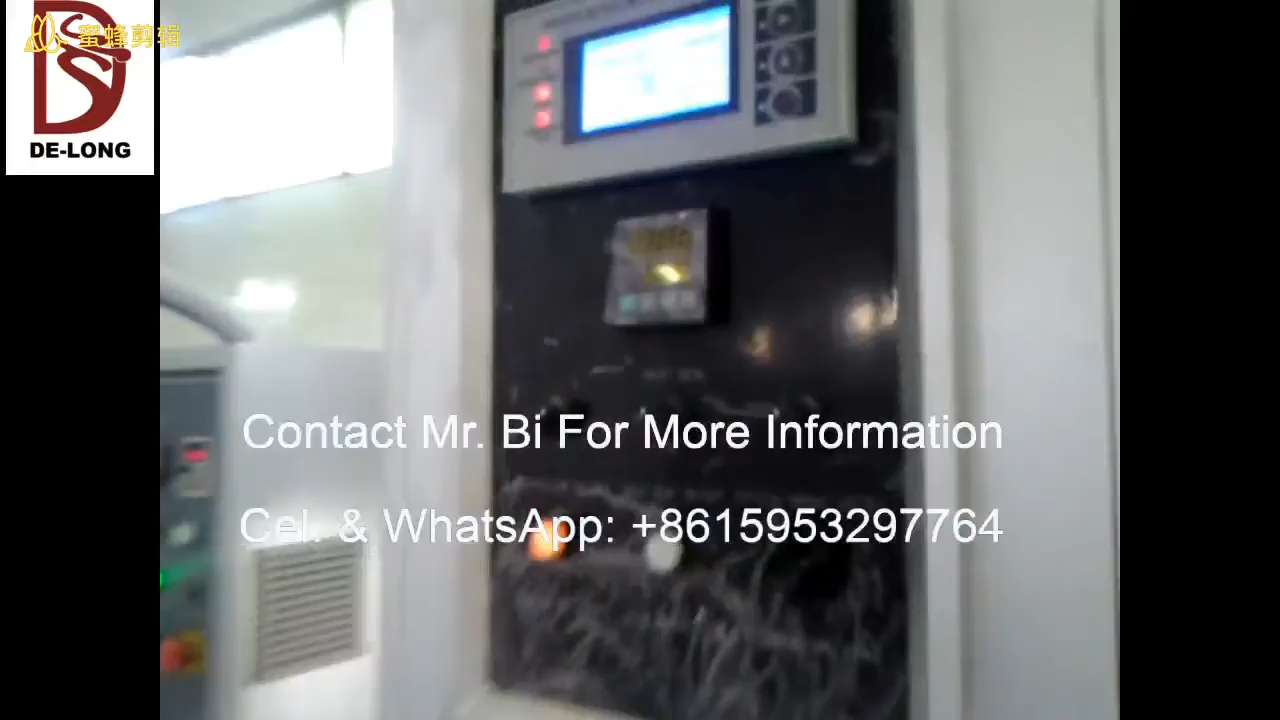 蜜蜂剪辑
DE-LONG
Contact Mr. Bi For More Information
Cel. & WhatsApp: +8615953297764